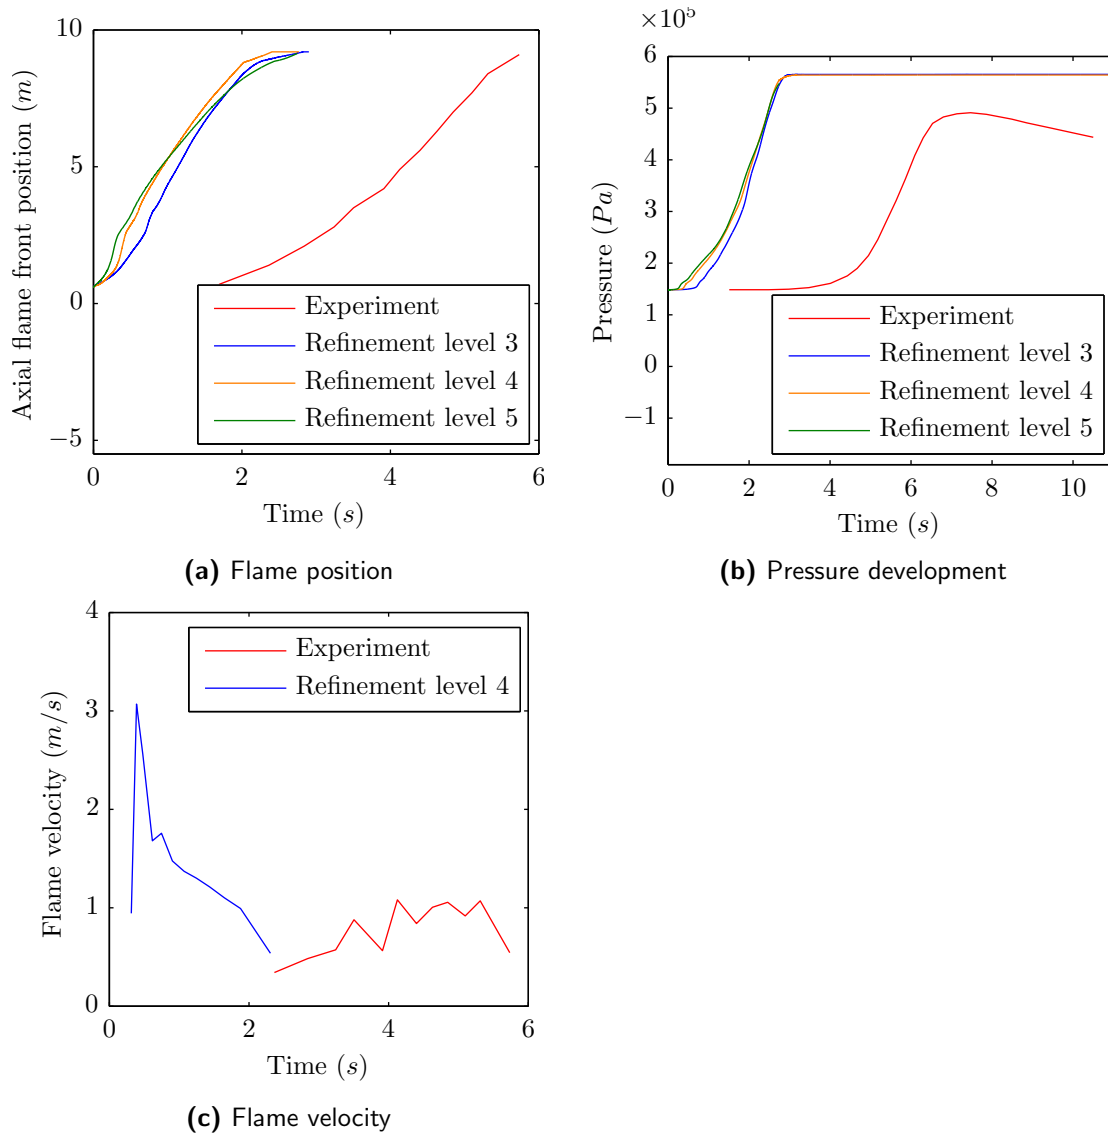 10
5
0
−5
Axial flame front position (m)
Experiment
Refinement level 3
Refinement level 4
Refinement level 5
0
2
4
6
Time (s)
(a) Flame position
×10⁵
6
5
4
3
2
1
0
−1
Pressure (Pa)
Experiment
Refinement level 3
Refinement level 4
Refinement level 5
0
2
4
6
8
10
Time (s)
(b) Pressure development
4
3
2
1
0
Flame velocity (m/s)
Experiment
Refinement level 4
0
2
4
6
Time (s)
(c) Flame velocity